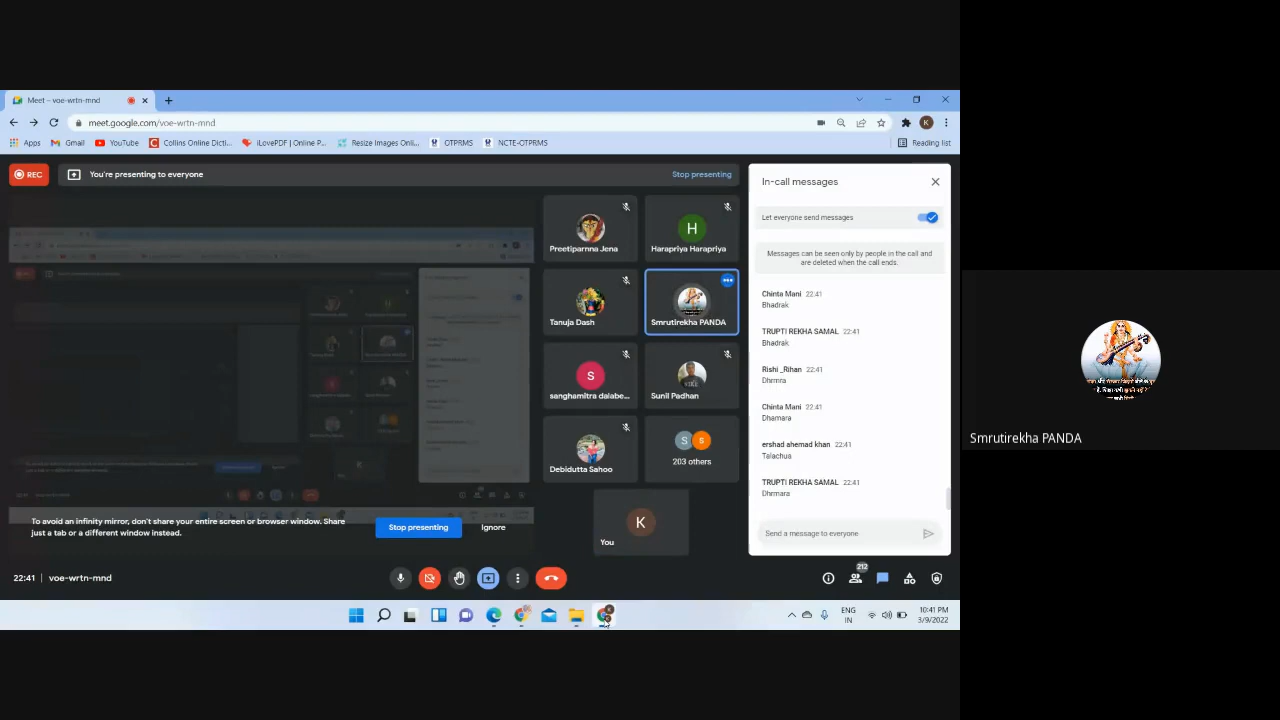 Meet – voe-wrtn-mnd
meet.google.com/voe-wrtn-mnd
Apps
Gmail
YouTube
Collins Online Dicti...
iLovePDF | Online P...
Resize Images Onli...
OTPRMS
NCTE-OTPRMS
Reading list
REC
You're presenting to everyone
Stop presenting
Preetiparnna Jena
H
Harapriya Harapriya
Tanuja Dash
Smrutirekha PANDA
s
sanghamitra dalabe...
Sunil Padhan
Debidutta Sahoo
S
s
203 others
K
You
To avoid an infinity mirror, don't share your entire screen or browser window. Share
just a tab or a different window instead.
Stop presenting
Ignore
In-call messages
Let everyone send messages
Messages can be seen only by people in the call and
are deleted when the call ends.
Chinta Mani 22:41
Bhadrak
TRUPTI REKHA SAMAL 22:41
Bhadrak
Rishi _Rihan 22:41
Dhrmra
Chinta Mani 22:41
Dhamara
ershad ahemad khan 22:41
Talachua
TRUPTI REKHA SAMAL 22:41
Dhrmara
Send a message to everyone
22:41 | voe-wrtn-mnd
212
ENG
IN
10:41 PM
3/9/2022
Smrutirekha PANDA